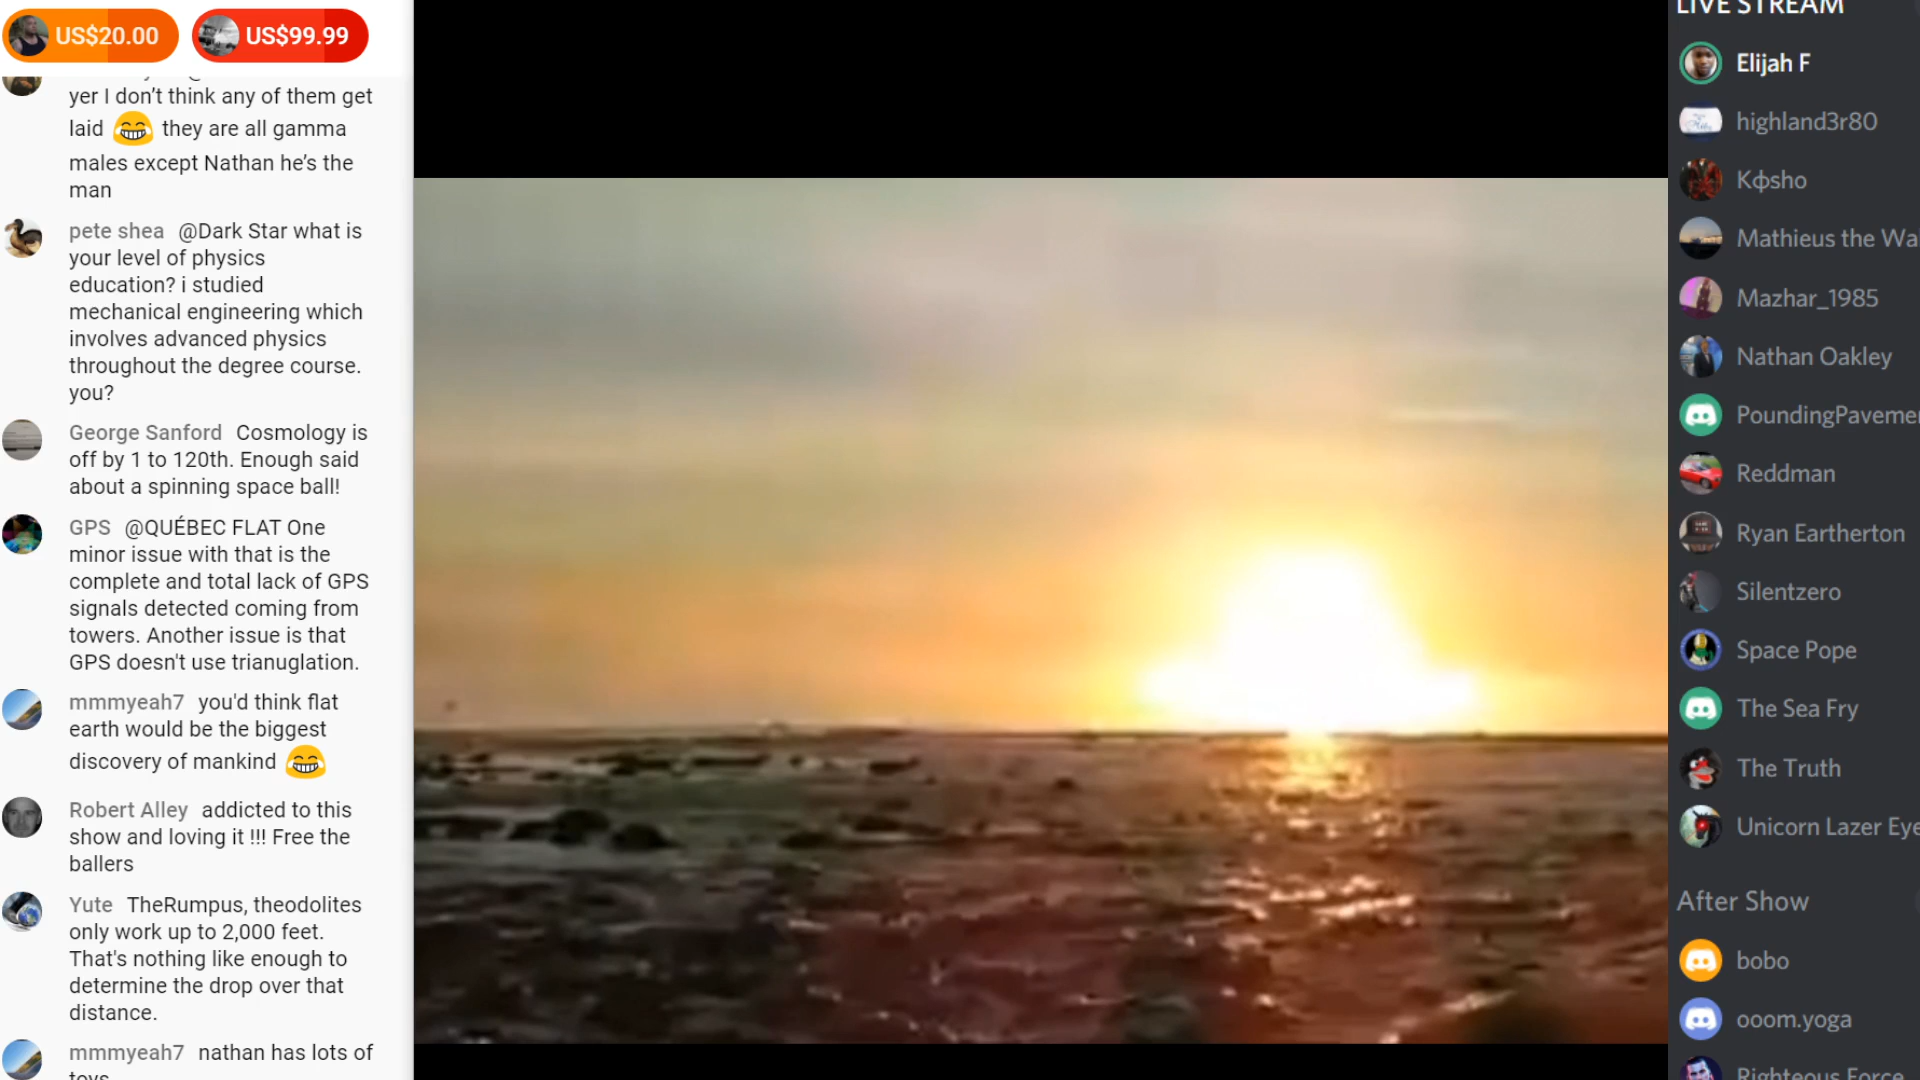 US$20.00 US$99.99
yer I don’t think any of them get
laid 😂 they are all gamma
males except Nathan he’s the
man
pete shea @Dark Star what is
your level of physics
education? i studied
mechanical engineering which
involves advanced physics
throughout the degree course.
you?
George Sanford Cosmology is
off by 1 to 120th. Enough said
about a spinning space ball!
GPS @QUÉBEC FLAT One
minor issue with that is the
complete and total lack of GPS
signals detected coming from
towers. Another issue is that
GPS doesn't use trianuglation.
mmmyeah7 you'd think flat
earth would be the biggest
discovery of mankind 😂
Robert Alley addicted to this
show and loving it !!! Free the
ballers
Yute TheRumpus, theodolites
only work up to 2,000 feet.
That's nothing like enough to
determine the drop over that
distance.
mmmyeah7 nathan has lots of
toys
LIVE STREAM
Elijah F
highland3r80
Kфsho
Mathieus the Wal
Mazhar_1985
Nathan Oakley
PoundingPavemen
Reddman
Ryan Eartherton
Silentzero
Space Pope
The Sea Fry
The Truth
Unicorn Lazer Eye
After Show
bobo
ooom.yoga
Righteous Force